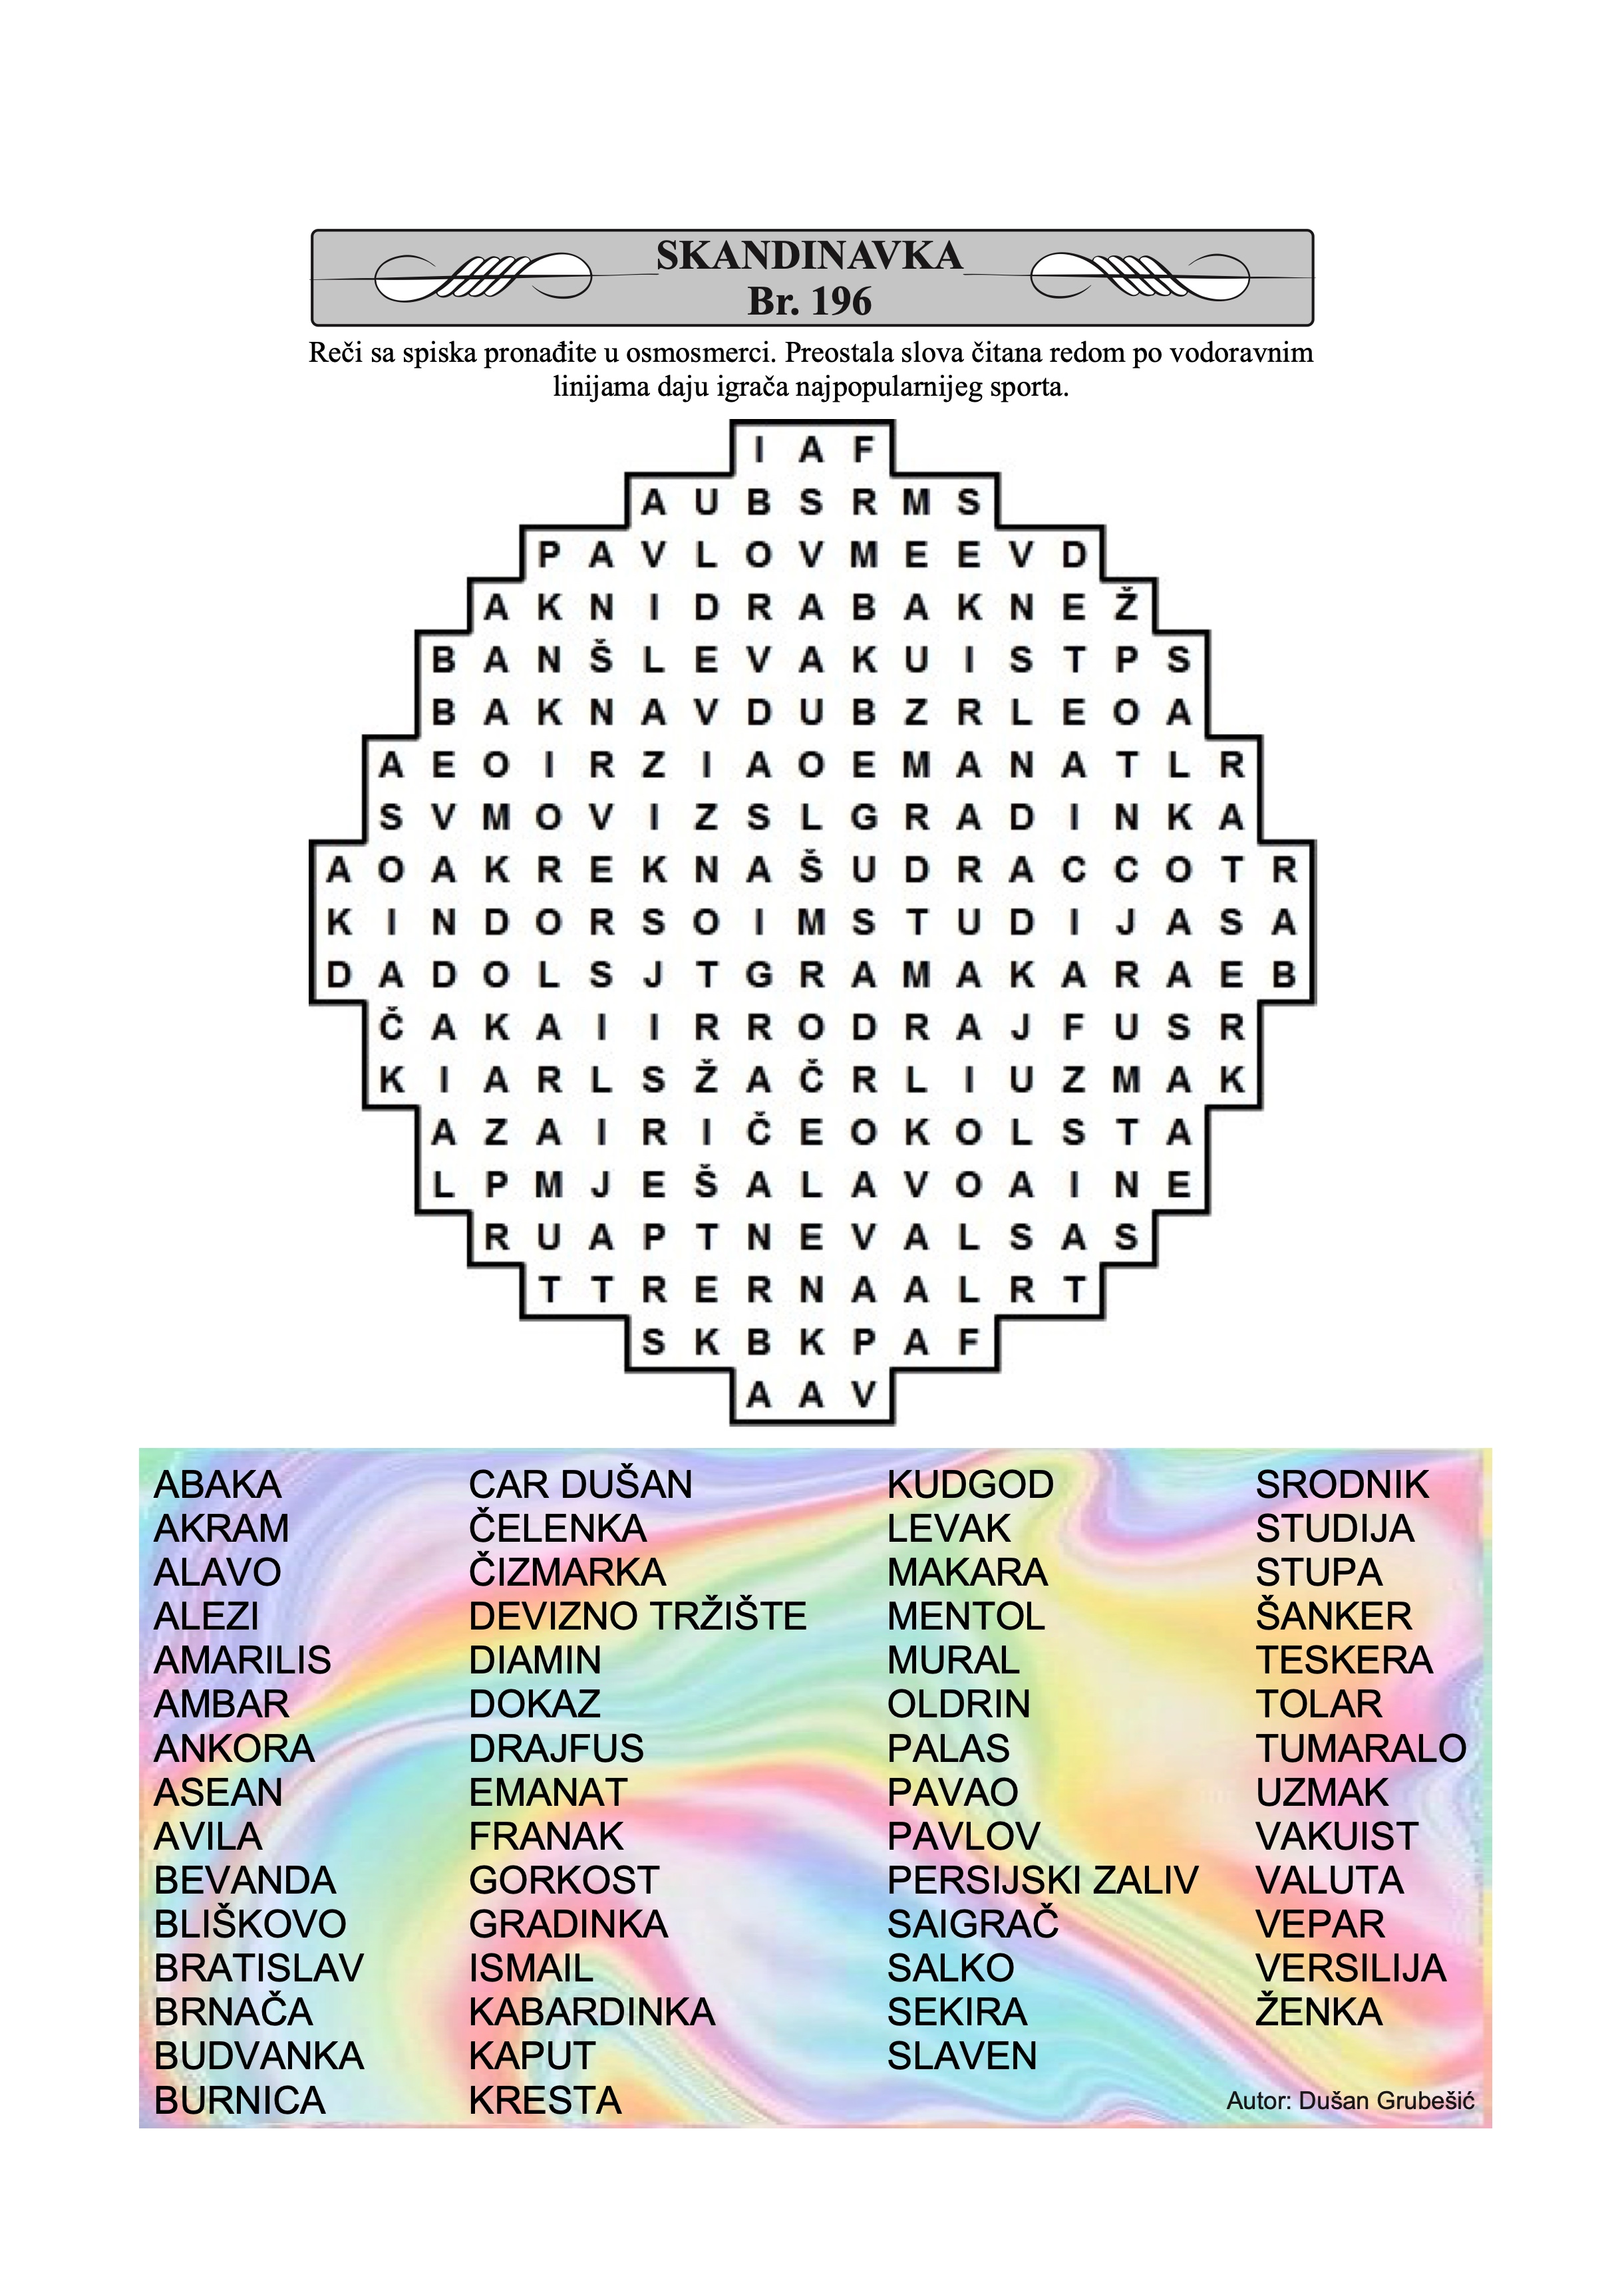 SKANDINAVKA
Br. 196
Reči sa spiska pronađite u osmosmerci. Preostala slova čitana redom po vodoravnim
linijama daju igrača najpopularnijeg sporta.
I A F
A U B S R M S
P A V L O V M E E V D
A K N I D R A B A K N E Ž
B A N Š L E V A K U I S T P S
B A K N A V D U B Z R L E O A
A E O I R Z I A O E M A N A T L R
S V M O V I Z S L G R A D I N K A
A O A K R E K N A Š U D R A C C O T R
K I N D O R S O I M S T U D I J A S A
D A D O L S J T G R A M A K A R A E B
Č A K A I I R R O D R A J F U S R
K I A R L S Ž A Č R L I U Z M A K
A Z A I R I Č E O K O L S T A
L P M J E Š A L A V O A I N E
R U A P T N E V A L S A S
T T R E R N A A L R T
S K B K P A F
A A V
ABAKA
AKRAM
ALAVO
ALEZI
AMARILIS
AMBAR
ANKORA
ASEAN
AVILA
BEVANDA
BLIŠKOVO
BRATISLAV
BRNAČA
BUDVANKA
BURNICA
CAR DUŠAN
ČELENKA
ČIZMARKA
DEVIZNO TRŽIŠTE
DIAMIN
DOKAZ
DRAJFUS
EMANAT
FRANAK
GORKOST
GRADINKA
ISMAIL
KABARDINKA
KAPUT
KRESTA
KUDGOD
LEVAK
MAKARA
MENTOL
MURAL
OLDRIN
PALAS
PAVAO
PAVLOV
PERSIJSKI ZALIV
SAIGRAČ
SALKO
SEKIRA
SLAVEN
SRODNIK
STUDIJA
STUPA
ŠANKER
TESKERA
TOLAR
TUMARALO
UZMAK
VAKUIST
VALUTA
VEPAR
VERSILIJA
ŽENKA
Autor: Dušan Grubešić